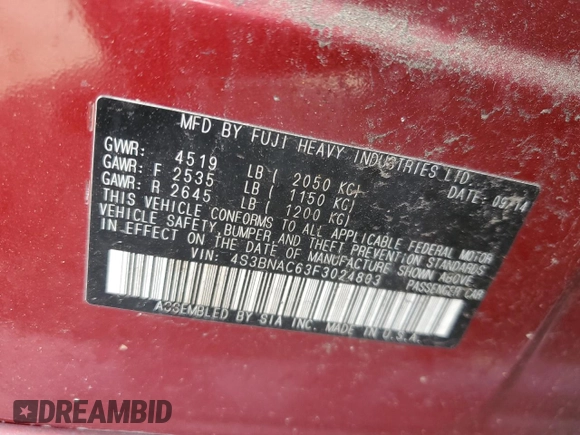 MFD BY FUJI HEAVY INDUSTRIES LTD.
GVWR: 4519 LB ( 2050 KG) DATE: 09/14
GAWR: F 2535 LB ( 1150 KG)
GAWR: R 2645 LB ( 1200 KG)
THIS VEHICLE CONFORMS TO ALL APPLICABLE FEDERAL MOTOR
VEHICLE SAFETY, BUMPER AND THEFT PREVENTION STANDARDS
IN EFFECT ON THE DATE OF MANUFACTURE SHOWN ABOVE.
VIN: 4S3BNAC63F3024893 PASSENGER CAR
ASSEMBLED BY SIA INC. MADE IN U.S.A.
DREAMBID